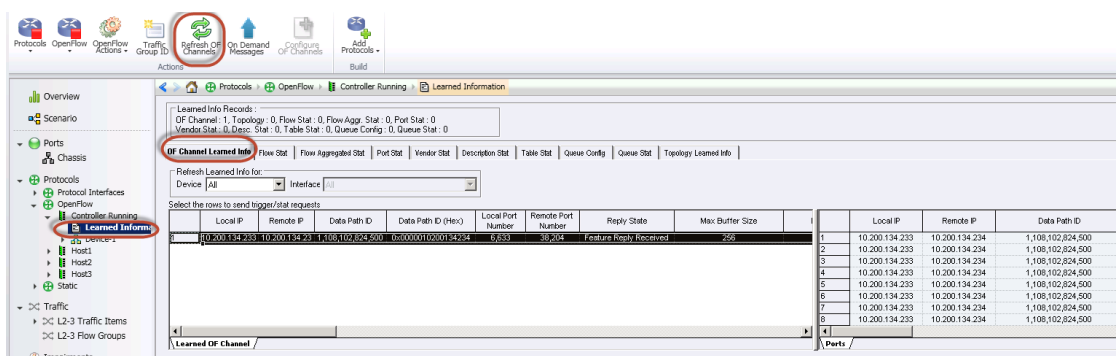 Protocols OpenFlow OpenFlow Actions Traffic Group ID Refresh OF Channels On Demand Messages Configure OF Channels Add Protocols
Actions Build
Overview
Scenario
Ports
Chassis
Protocols
Protocol Interfaces
OpenFlow
Controller Running
Learned Informa
Device-1
Host1
Host2
Host3
Static
Traffic
L2-3 Traffic Items
L2-3 Flow Groups
Protocols OpenFlow Controller Running Learned Information
Learned Info Records :
OF Channel : 1, Topology : 0, Flow Stat : 0, Flow Aggr. Stat : 0, Port Stat : 0
Vendor Stat : 0, Desc. Stat : 0, Table Stat : 0, Queue Config : 0, Queue Stat : 0
OF Channel Learned Info Flow Stat Flow Aggregated Stat Port Stat Vendor Stat Description Stat Table Stat Queue Config Queue Stat Topology Learned Info
Refresh Learned Info for:
Device All Interface All
Select the rows to send trigger/stat requests
Local IP Remote IP Data Path ID Data Path ID (Hex) Local Port Number Remote Port Number Reply State Max Buffer Size
1 10.200.134.233 10.200.134.23 1,108,102,824,500 0x0000010200134234 6,633 38,204 Feature Reply Received 256
Learned OF Channel
Local IP Remote IP Data Path ID
1 10.200.134.233 10.200.134.234 1,108,102,824,500
2 10.200.134.233 10.200.134.234 1,108,102,824,500
3 10.200.134.233 10.200.134.234 1,108,102,824,500
4 10.200.134.233 10.200.134.234 1,108,102,824,500
5 10.200.134.233 10.200.134.234 1,108,102,824,500
6 10.200.134.233 10.200.134.234 1,108,102,824,500
7 10.200.134.233 10.200.134.234 1,108,102,824,500
8 10.200.134.233 10.200.134.234 1,108,102,824,500
Ports